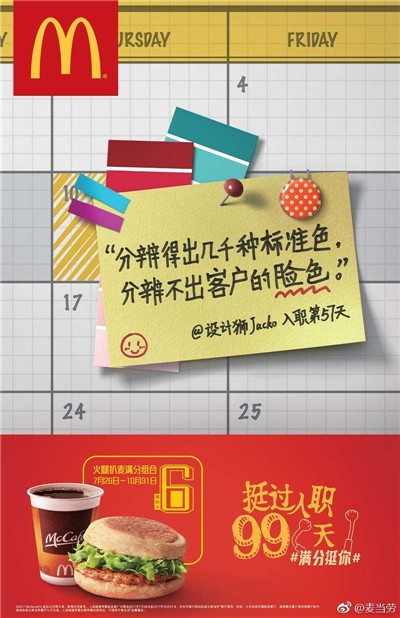 URSDAY
FRIDAY
4
10
“分辨得出几千种标准色，
分辨不出客户的脸色。”
@设计狮Jacko 入职第57天
17
24
25
火腿扒麦满分组合
7月26日-10月31日
6
McCafé
挺过入职
99天
#满分挺你#
@麦当劳